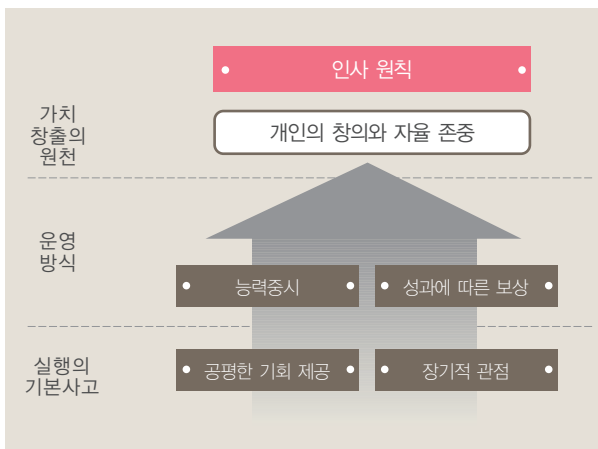 인사 원칙
가치
창출의
원천
개인의 창의와 자율 존중
운영
방식
능력중시
성과에 따른 보상
실행의
기본사고
공평한 기회 제공
장기적 관점